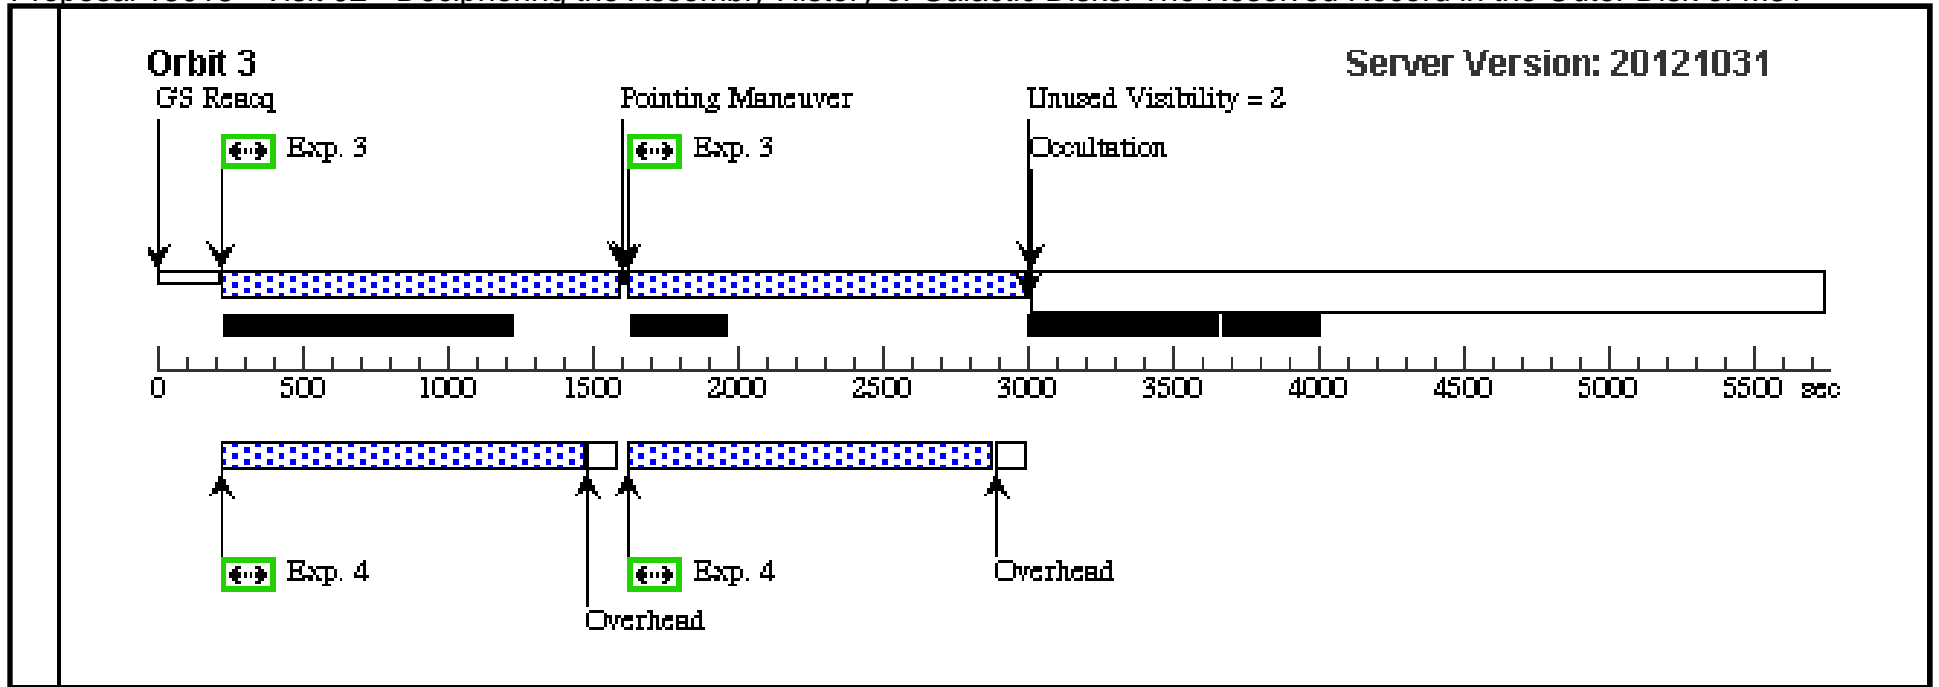 Orbit 3
Server Version: 20121031
GS Reacq
Pointing Maneuver
Unused Visibility = 2
Exp. 3
Exp. 3
Occultation
0 500 1000 1500 2000 2500 3000 3500 4000 4500 5000 5500 sec
Exp. 4
Exp. 4
Overhead
Overhead